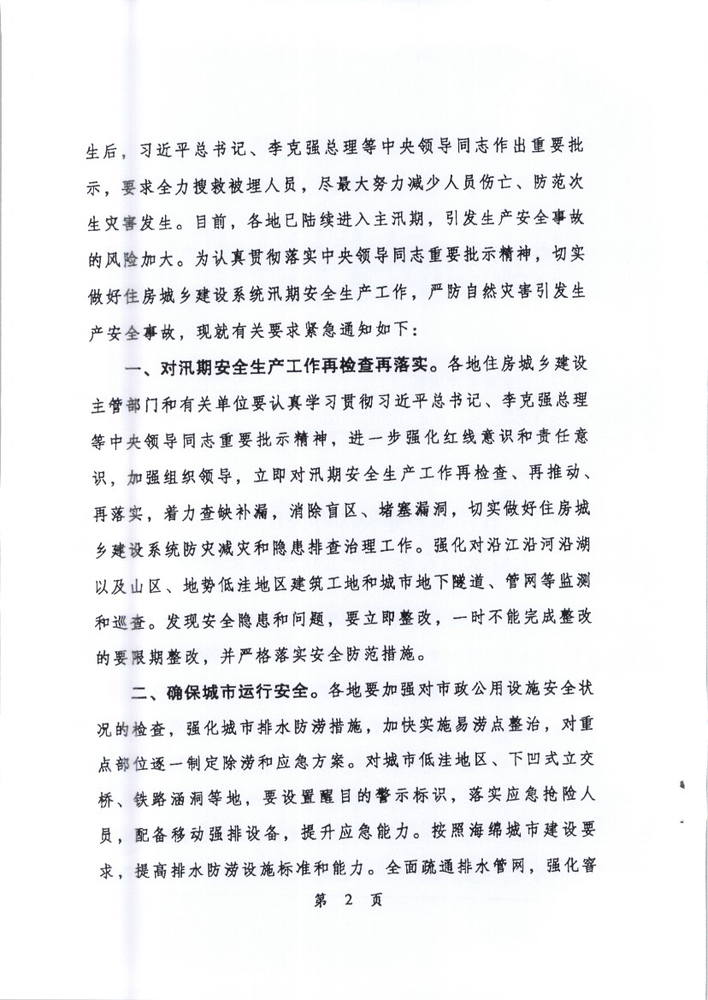 生后，习近平总书记、李克强总理等中央领导同志作出重要批
示，要求全力搜救被埋人员，尽最大努力减少人员伤亡、防范次
生灾害发生。目前，各地已陆续进入主汛期，引发生产安全事故
的风险加大。为认真贯彻落实中央领导同志重要批示精神，切实
做好住房城乡建设系统汛期安全生产工作，严防自然灾害引发生
产安全事故，现就有关要求紧急通知如下：
一、对汛期安全生产工作再检查再落实。各地住房城乡建设
主管部门和有关单位要认真学习贯彻习近平总书记、李克强总理
等中央领导同志重要批示精神，进一步强化红线意识和责任意
识，加强组织领导，立即对汛期安全生产工作再检查、再推动、
再落实，着力查缺补漏，消除盲区、堵塞漏洞，切实做好住房城
乡建设系统防灾减灾和隐患排查治理工作。强化对沿江沿河沿湖
以及山区、地势低洼地区建筑工地和城市地下隧道、管网等监测
和巡查。发现安全隐患和问题，要立即整改，一时不能完成整改
的要限期整改，并严格落实安全防范措施。
二、确保城市运行安全。各地要加强对市政公用设施安全状
况的检查，强化城市排水防涝措施，加快实施易涝点整治，对重
点部位逐一制定除涝和应急方案。对城市低洼地区、下凹式立交
桥、铁路涵洞等地，要设置醒目的警示标识，落实应急抢险人
员，配备移动强排设备，提升应急能力。按照海绵城市建设要
求，提高排水防涝设施标准和能力。全面疏通排水管网，强化窨
第 2 页